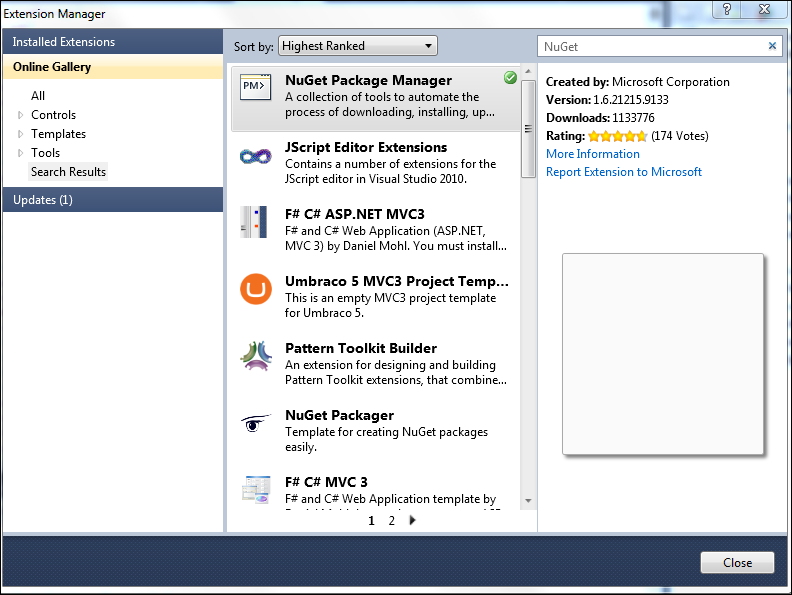 Extension Manager
Installed Extensions
Online Gallery
All
Controls
Templates
Tools
Search Results
Updates (1)
Sort by: Highest Ranked
NuGet Package Manager
A collection of tools to automate the
process of downloading, installing, up...
JScript Editor Extensions
Contains a number of extensions for the
JScript editor in Visual Studio 2010.
F# C# ASP.NET MVC3
F# and C# Web Application (ASP.NET,
MVC 3) by Daniel Mohl. You must install...
Umbraco 5 MVC3 Project Temp...
This is an empty MVC3 project template
for Umbraco 5.
Pattern Toolkit Builder
An extension for designing and building
Pattern Toolkit extensions, that combine...
NuGet Packager
Template for creating NuGet packages
easily.
F# C# MVC 3
F# and C# Web Application template by
1 2
NuGet
Created by: Microsoft Corporation
Version: 1.6.21215.9133
Downloads: 1133776
Rating: (174 Votes)
More Information
Report Extension to Microsoft
PM>
Close